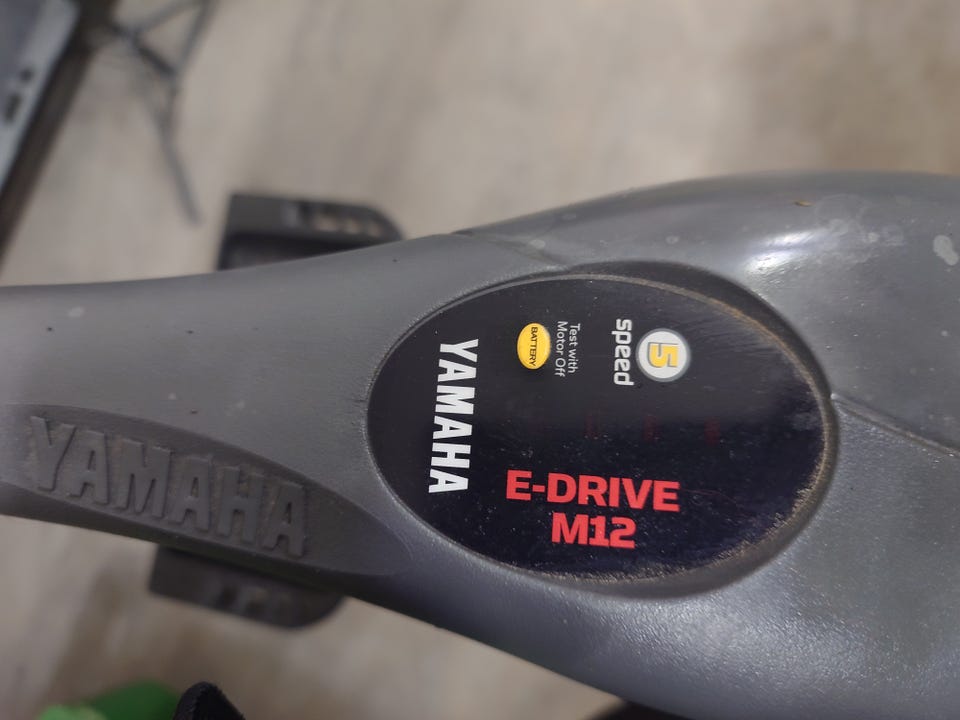 5
speed
Test with
Motor Off
BATTERY
YAMAHA
E-DRIVE
M12
YAMAHA